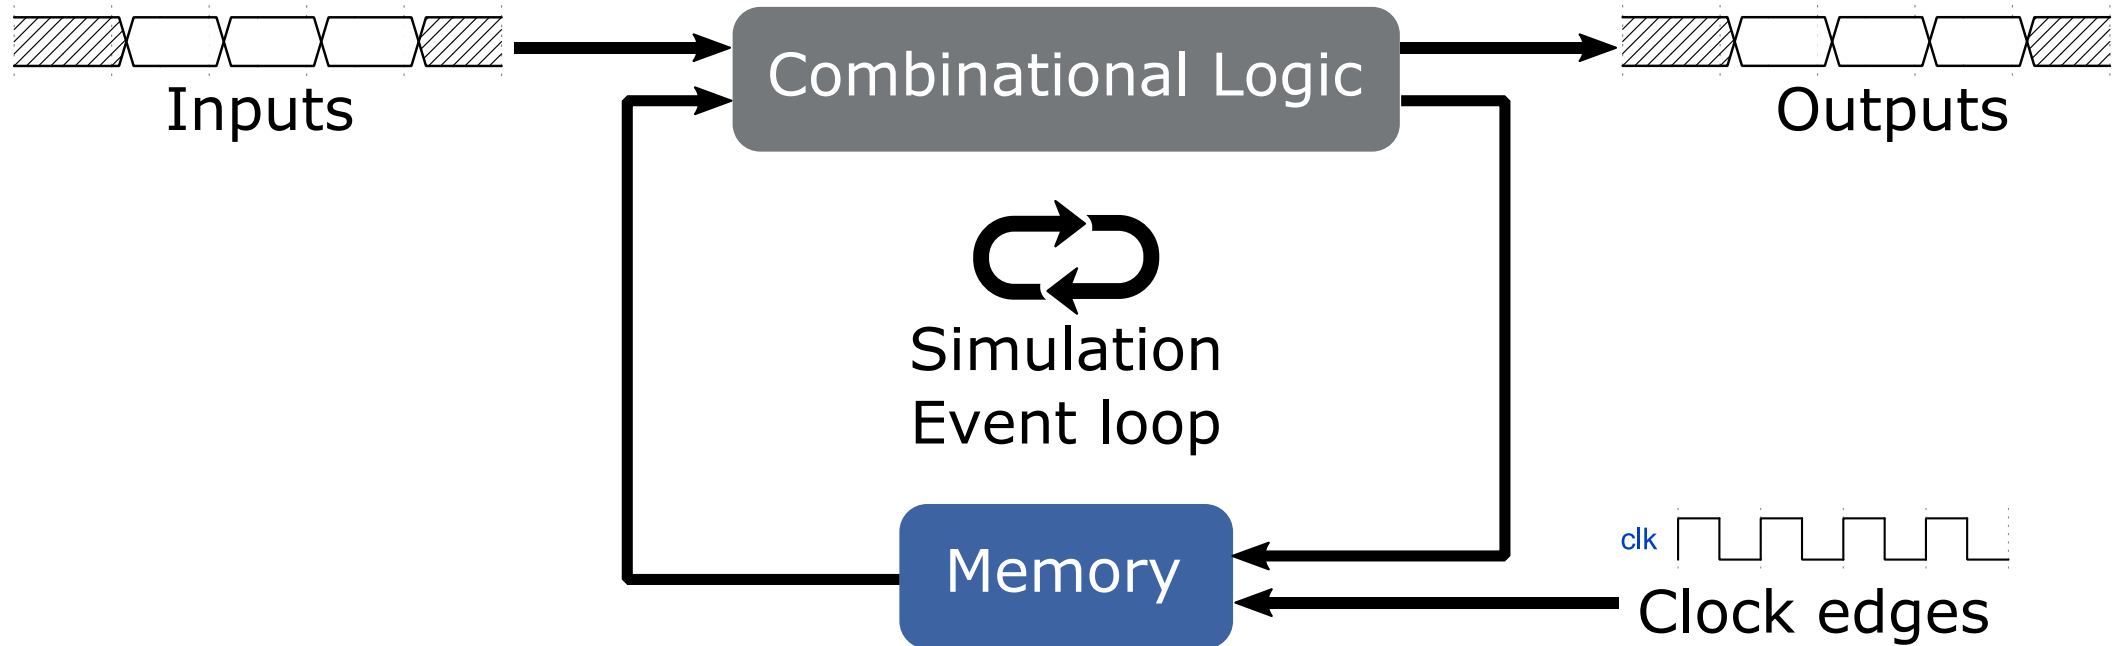 Combinational Logic
Inputs
Outputs
Simulation
Event loop
Memory
clk
Clock edges